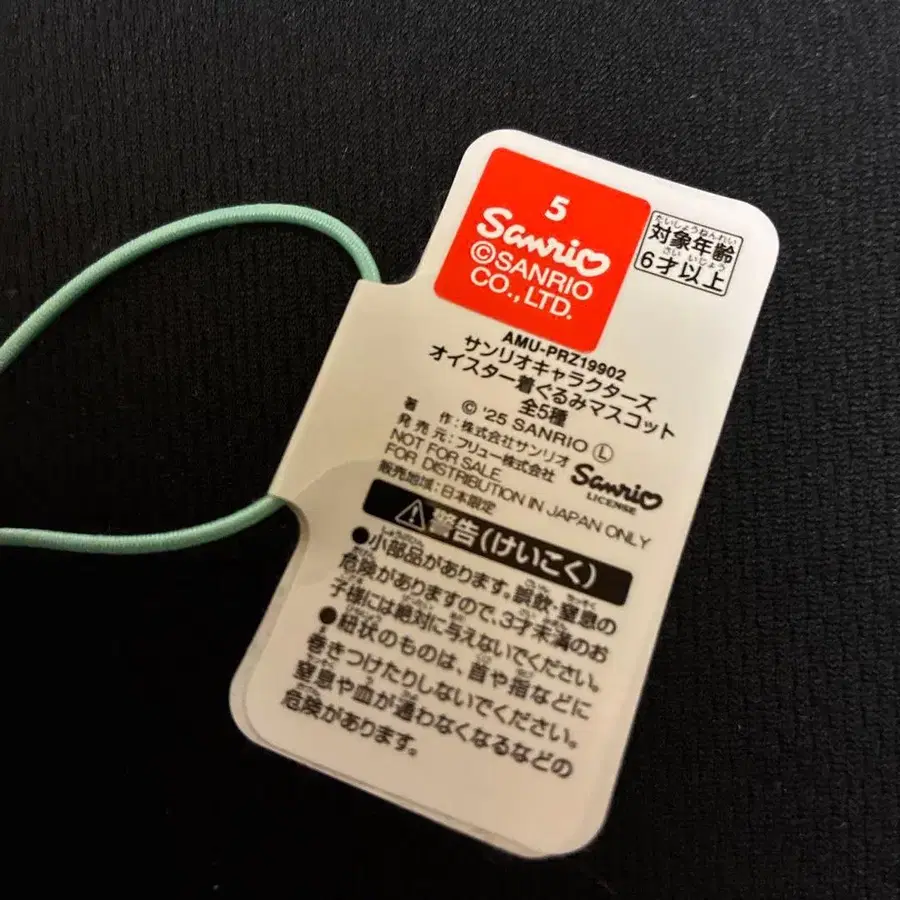 5
Sanrio
©SANRIO
CO.,LTD.
たいしょうねんれい
対象年齢
さい いじょう
6才以上
AMU-PRZ19902
サンリオキャラクターズ
オイスター着ぐるみマスコット
全5種
© '25 SANRIO Ⓛ
著 作:株式会社サンリオ
発売元:フリュー株式会社
NOT FOR SALE
FOR DISTRIBUTION IN JAPAN ONLY
販売地域:日本限定
Sanrio
LICENSE
警告(けいこく)
●小部品があります。誤飲・窒息の
危険がありますので、3才未満のお
子様には絶対に与えないでください。
●紐状のものは、首や指などに
巻きつけたりしないでください。
窒息や血が通わなくなるなどの
危険があります。